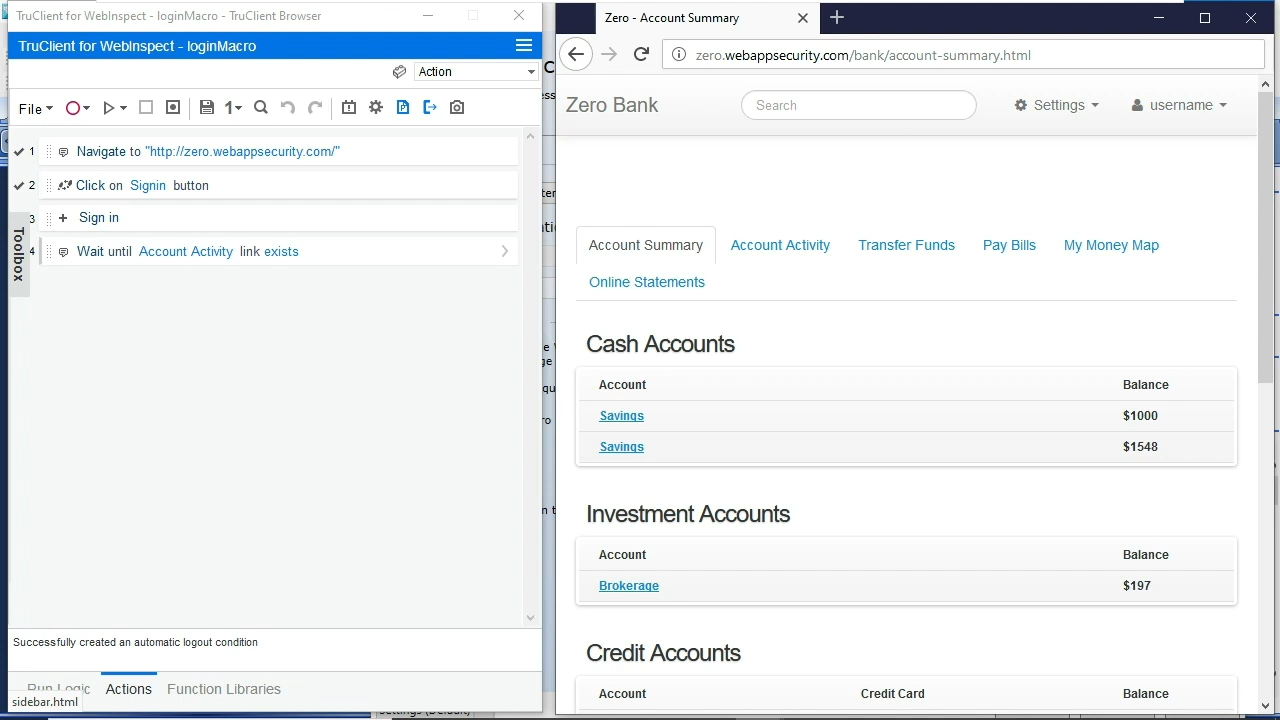 TruClient for WebInspect - loginMacro - TruClient Browser
TruClient for WebInspect - loginMacro
Action
File
1
1 Navigate to "http://zero.webappsecurity.com/"
2 Click on Signin button
3 Sign in
4 Wait until Account Activity link exists
Toolbox
Successfully created an automatic logout condition
Run Logic Actions Function Libraries
sidebar.html
Zero - Account Summary
zero.webappsecurity.com/bank/account-summary.html
Zero Bank
Search
Settings
username
Account Summary Account Activity Transfer Funds Pay Bills My Money Map
Online Statements
Cash Accounts
Account Balance
Savings $1000
Savings $1548
Investment Accounts
Account Balance
Brokerage $197
Credit Accounts
Account Credit Card Balance